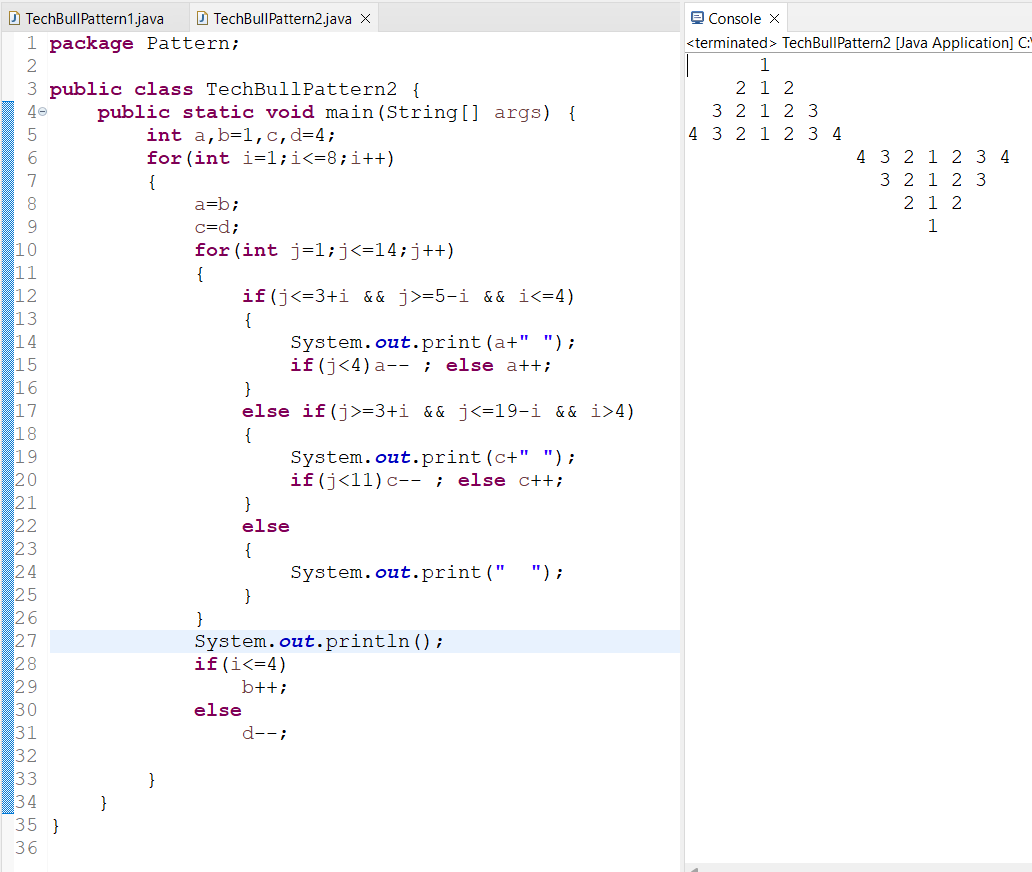 TechBullPattern1.java TechBullPattern2.java
1 package Pattern;
2
3 public class TechBullPattern2 {
4 public static void main(String[] args) {
5 int a,b=1,c,d=4;
6 for(int i=1;i<=8;i++)
7 {
8 a=b;
9 c=d;
10 for(int j=1;j<=14;j++)
11 {
12 if(j<=3+i && j>=5-i && i<=4)
13 {
14 System.out.print(a+" ");
15 if(j<4)a-- ; else a++;
16 }
17 else if(j>=3+i && j<=19-i && i>4)
18 {
19 System.out.print(c+" ");
20 if(j<11)c-- ; else c++;
21 }
22 else
23 {
24 System.out.print("  ");
25 }
26 }
27 System.out.println();
28 if(i<=4)
29 b++;
30 else
31 d--;
32
33 }
34 }
35 }
36
Console
<terminated> TechBullPattern2 [Java Application] C:\
1
2 1 2
3 2 1 2 3
4 3 2 1 2 3 4
4 3 2 1 2 3 4
3 2 1 2 3
2 1 2
1